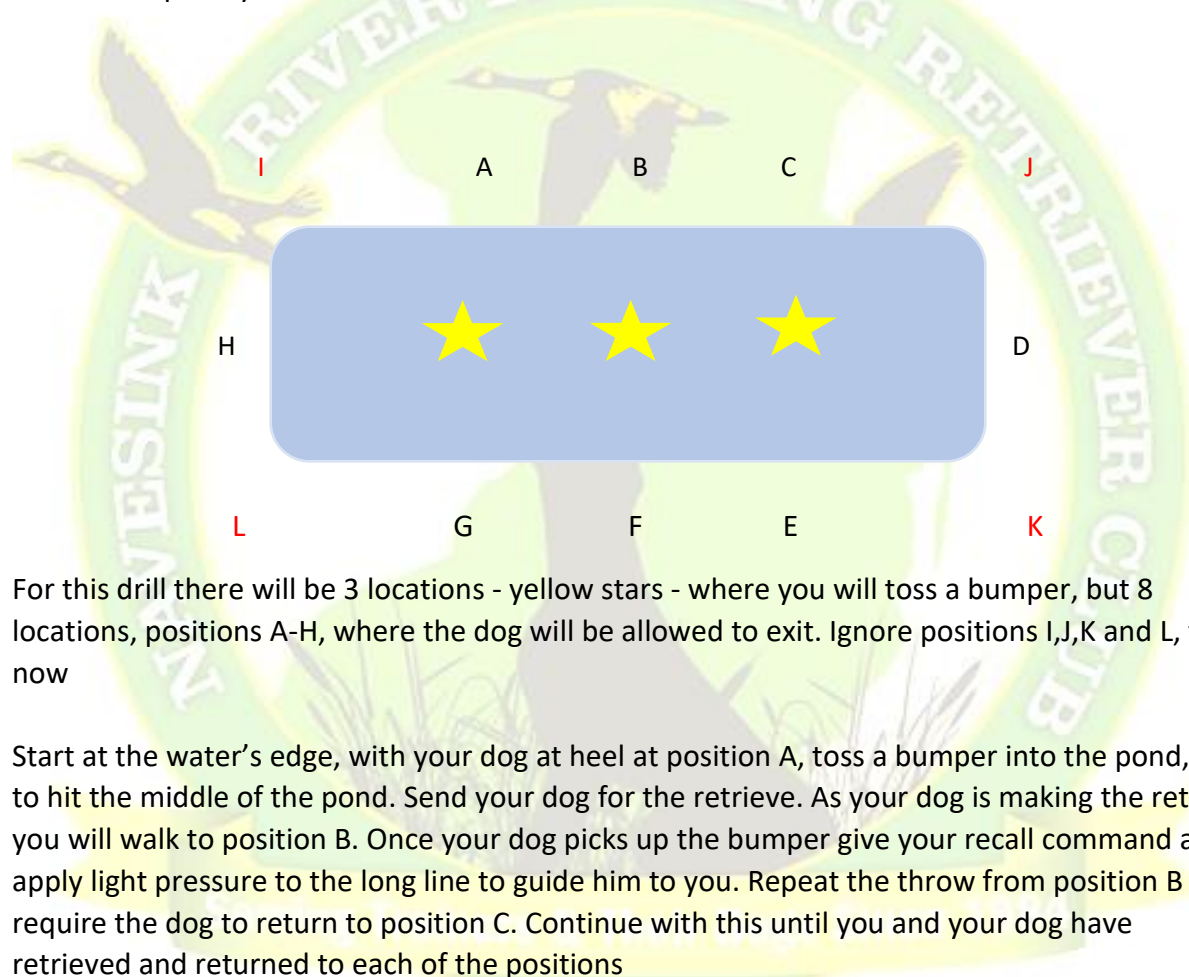 I A B C J
H D
L G F E K
For this drill there will be 3 locations - yellow stars - where you will toss a bumper, but 8
locations, positions A-H, where the dog will be allowed to exit. Ignore positions I,J,K and L,
now
Start at the water’s edge, with your dog at heel at position A, toss a bumper into the pond,
to hit the middle of the pond. Send your dog for the retrieve. As your dog is making the
you will walk to position B. Once your dog picks up the bumper give your recall command
apply light pressure to the long line to guide him to you. Repeat the throw from position B
require the dog to return to position C. Continue with this until you and your dog have
retrieved and returned to each of the positions
NAVESINK RIVER RETRIEVER CLUB